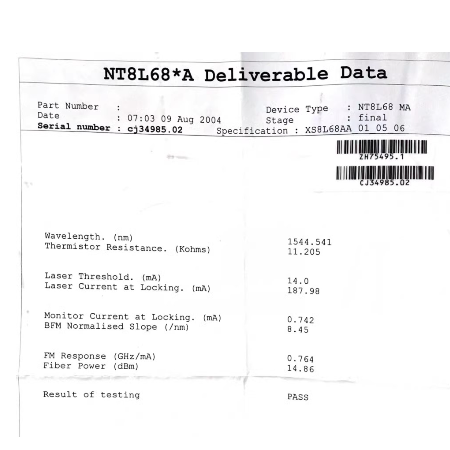 NT8L68*A Deliverable Data
Part Number :
Device Type : NT8L68 MA
Date : 07:03 09 Aug 2004
Stage : final
Serial number : cj34985.02
Specification : XS8L68AA 01 05 06
ZH75495.1
CJ34985.02
Wavelength. (nm) 1544.541
Thermistor Resistance. (Kohms) 11.205
Laser Threshold. (mA) 14.0
Laser Current at Locking. (mA) 187.98
Monitor Current at Locking. (mA) 0.742
BFM Normalised Slope (/nm) 8.45
FM Response (GHz/mA) 0.764
Fiber Power (dBm) 14.86
Result of testing PASS